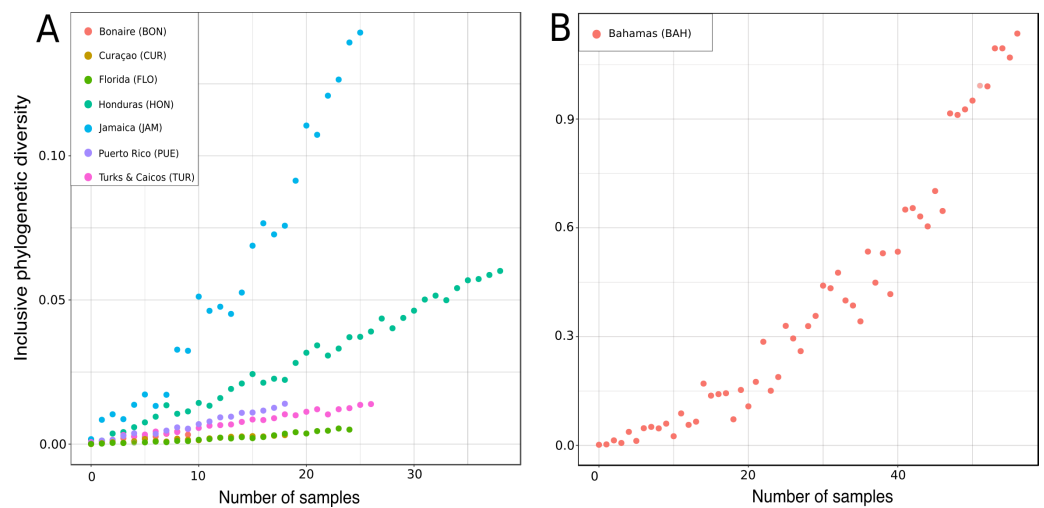 A
Bonaire (BON)
Curaçao (CUR)
Florida (FLO)
Honduras (HON)
Jamaica (JAM)
Puerto Rico (PUE)
Turks & Caicos (TUR)
Inclusive phylogenetic diversity
0.10
0.05
0.00
0 10 20 30
Number of samples
B
Bahamas (BAH)
0.9
0.6
0.3
0.0
0 20 40
Number of samples